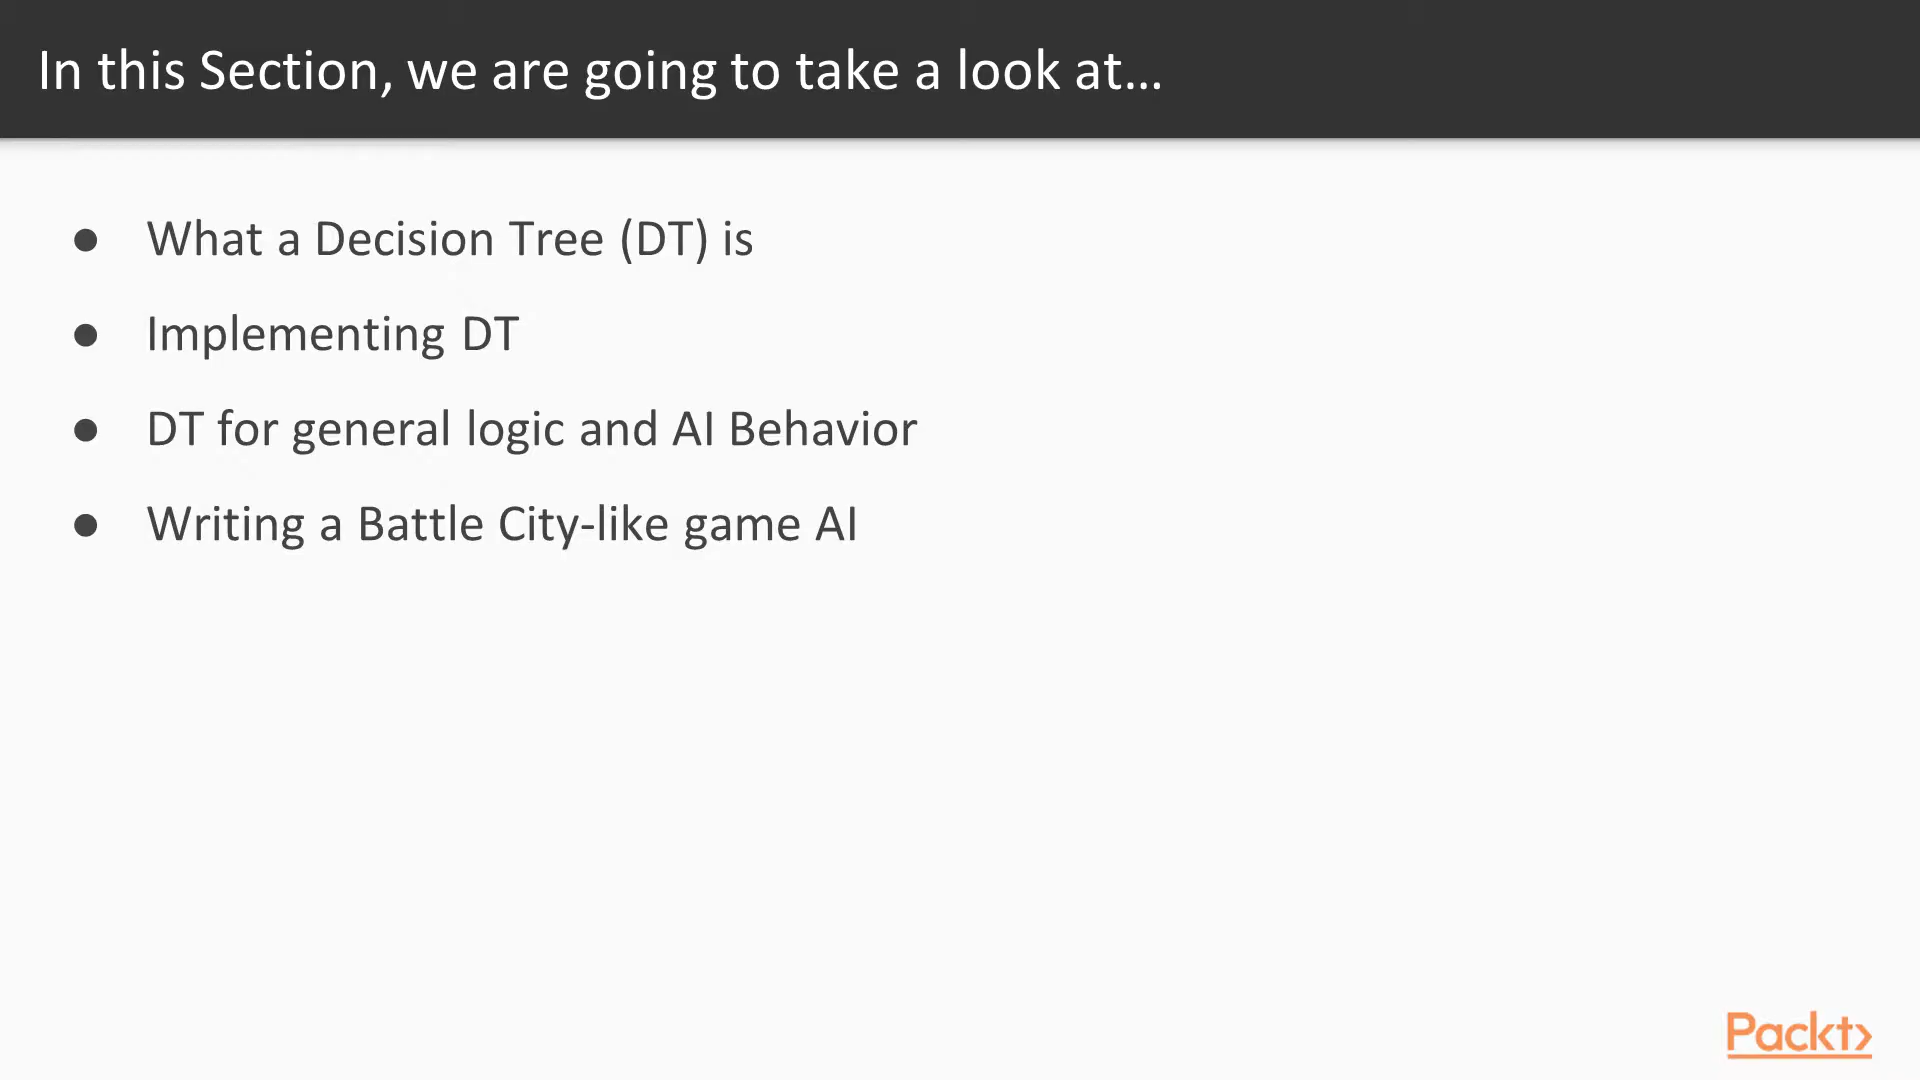 In this Section, we are going to take a look at...
● What a Decision Tree (DT) is
● Implementing DT
● DT for general logic and AI Behavior
● Writing a Battle City-like game AI
Packt>